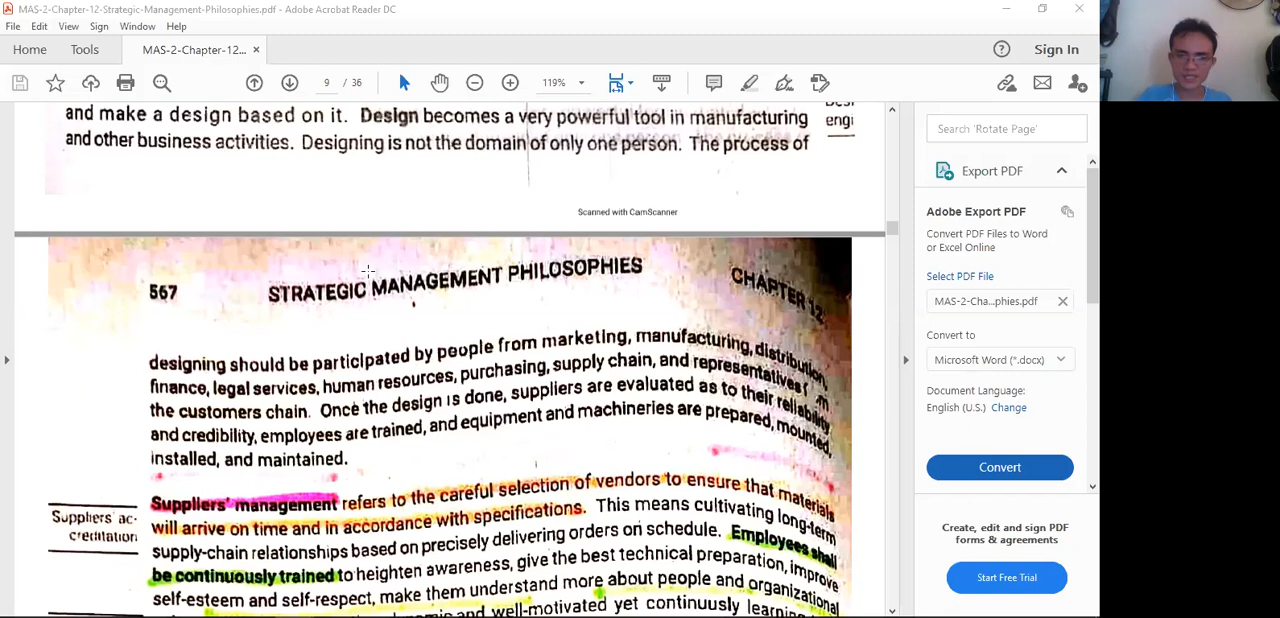 MAS-2-Chapter-12-Strategic-Management-Philosophies.pdf - Adobe Acrobat Reader DC
File Edit View Sign Window Help
Home Tools MAS-2-Chapter-12... × Sign In
9 / 36 119%
and make a design based on it. Design becomes a very powerful tool in manufacturing
and other business activities. Designing is not the domain of only one person. The process of
engi
Scanned with CamScanner
567 STRATEGIC MANAGEMENT PHILOSOPHIES CHAPTER 12
designing should be participated by people from marketing, manufacturing, distribution,
finance, legal services, human resources, purchasing, supply chain, and representatives
the customers chain. Once the design is done, suppliers are evaluated as to their reliability
and credibility, employees are trained, and equipment and machineries are prepared, mounted,
installed, and maintained.
Suppliers' ac-
creditation
Suppliers' management refers to the careful selection of vendors to ensure that materials
will arrive on time and in accordance with specifications. This means cultivating long-term
supply-chain relationships based on precisely delivering orders on schedule. Employees shall
be continuously trained to heighten awareness, give the best technical preparation, improve
self-esteem and self-respect, make them understand more about people and organizational
and well-motivated yet continuously learning
Search 'Rotate Page'
Export PDF
Adobe Export PDF
Convert PDF Files to Word
or Excel Online
Select PDF File
MAS-2-Cha...phies.pdf
Convert to
Microsoft Word (*.docx)
Document Language:
English (U.S.) Change
Convert
Create, edit and sign PDF
forms & agreements
Start Free Trial